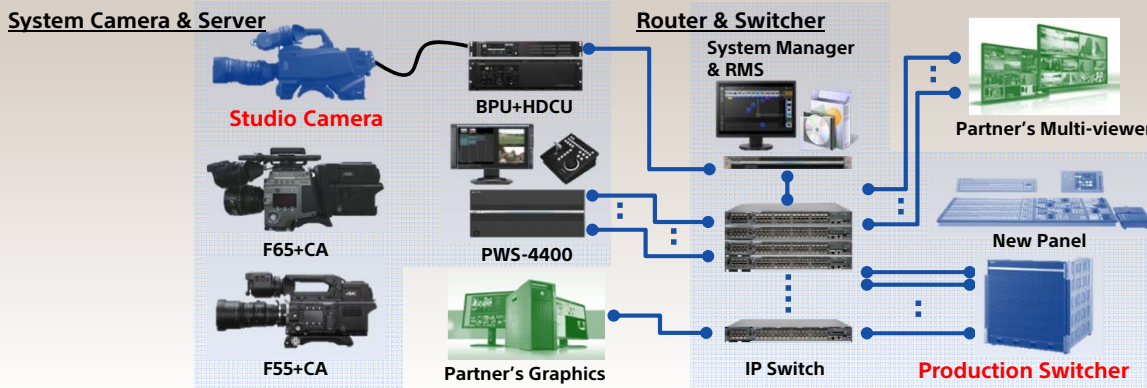 System Camera & Server
Studio Camera
F65+CA
F55+CA
BPU+HDCU
PWS-4400
Partner's Graphics
Router & Switcher
System Manager
& RMS
IP Switch
Partner's Multi-viewer
New Panel
Production Switcher